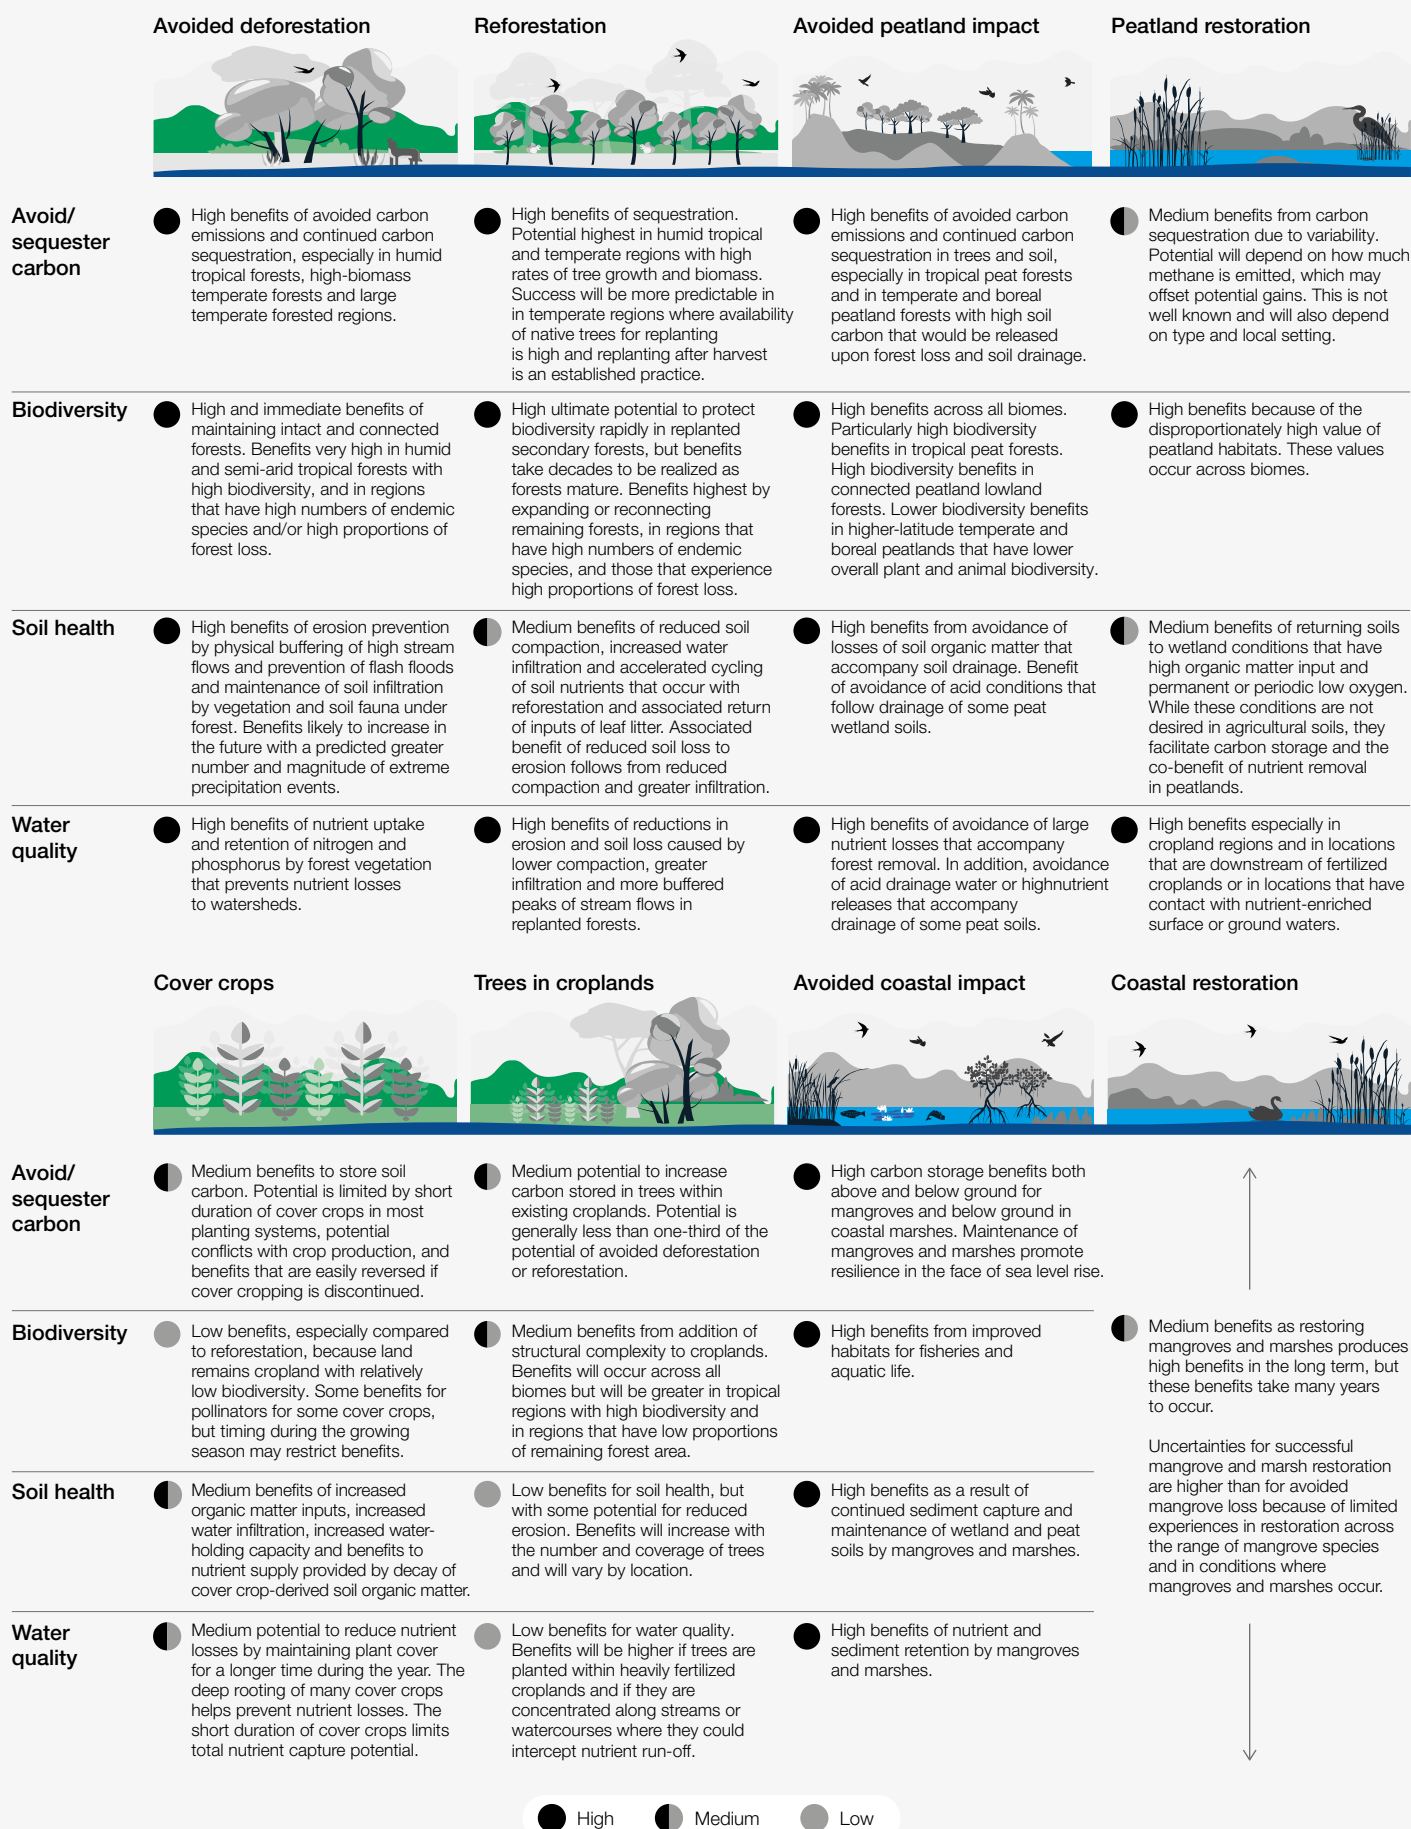 Avoided deforestation
Reforestation
Avoided peatland impact
Peatland restoration
Avoid/
sequester
carbon
High benefits of avoided carbon
emissions and continued carbon
sequestration, especially in humid
tropical forests, high-biomass
temperate forests and large
temperate forested regions.
High benefits of sequestration.
Potential highest in humid tropical
and temperate regions with high
rates of tree growth and biomass.
Success will be more predictable in
in temperate regions where availability
of native trees for replanting
is high and replanting after harvest
is an established practice.
High benefits of avoided carbon
emissions and continued carbon
sequestration in trees and soil,
especially in tropical peat forests
and in temperate and boreal
peatland forests with high soil
carbon that would be released
upon forest loss and soil drainage.
Medium benefits from carbon
sequestration due to variability.
Potential will depend on how much
methane is emitted, which may
offset potential gains. This is not
well known and will also depend
on type and local setting.
Biodiversity
High and immediate benefits of
maintaining intact and connected
forests. Benefits very high in humid
and semi-arid tropical forests with
high biodiversity, and in regions
that have high numbers of endemic
species and/or high proportions of
forest loss.
High ultimate potential to protect
biodiversity rapidly in replanted
secondary forests, but benefits
take decades to be realized as
forests mature. Benefits highest by
expanding or reconnecting
remaining forests, in regions that
have high numbers of endemic
species, and those that experience
high proportions of forest loss.
High benefits across all biomes.
Particularly high biodiversity
benefits in tropical peat forests.
High biodiversity benefits in
connected peatland lowland
forests. Lower biodiversity benefits
in higher-latitude temperate and
boreal peatlands that have lower
overall plant and animal biodiversity.
High benefits because of the
disproportionately high value of
peatland habitats. These values
occur across biomes.
Soil health
High benefits of erosion prevention
by physical buffering of high stream
flows and prevention of flash floods
and maintenance of soil infiltration
by vegetation and soil fauna under
forest. Benefits likely to increase in
the future with a predicted greater
number and magnitude of extreme
precipitation events.
Medium benefits of reduced soil
compaction, increased water
infiltration and accelerated cycling
of soil nutrients that occur with
reforestation and associated return
of inputs of leaf litter. Associated
benefit of reduced soil loss to
erosion follows from reduced
compaction and greater infiltration.
High benefits from avoidance of
losses of soil organic matter that
accompany soil drainage. Benefit
of avoidance of acid conditions that
follow drainage of some peat
wetland soils.
Medium benefits of returning soils
to wetland conditions that have
high organic matter input and
permanent or periodic low oxygen.
While these conditions are not
desired in agricultural soils, they
facilitate carbon storage and the
co-benefit of nutrient removal
in peatlands.
Water
quality
High benefits of nutrient uptake
and retention of nitrogen and
phosphorus by forest vegetation
that prevents nutrient losses
to watersheds.
High benefits of reductions in
erosion and soil loss caused by
lower compaction, greater
infiltration and more buffered
peaks of stream flows in
replanted forests.
High benefits of avoidance of large
nutrient losses that accompany
forest removal. In addition, avoidance
of acid drainage water or highnutrient
releases that accompany
drainage of some peat soils.
High benefits especially in
cropland regions and in locations
that are downstream of fertilized
croplands or in locations that have
contact with nutrient-enriched
surface or ground waters.
Cover crops
Trees in croplands
Avoided coastal impact
Coastal restoration
Avoid/
sequester
carbon
Medium benefits to store soil
carbon. Potential is limited by short
duration of cover crops in most
planting systems, potential
conflicts with crop production, and
benefits that are easily reversed if
cover cropping is discontinued.
Medium potential to increase
carbon stored in trees within
existing croplands. Potential is
generally less than one-third of the
potential of avoided deforestation
or reforestation.
High carbon storage benefits both
above and below ground for
mangroves and below ground in
coastal marshes. Maintenance of
mangroves and marshes promote
resilience in the face of sea level rise.
Biodiversity
Low benefits, especially compared
to reforestation, because land
remains cropland with relatively
low biodiversity. Some benefits for
pollinators for some cover crops,
but timing during the growing
season may restrict benefits.
Medium benefits from addition of
structural complexity to croplands.
Benefits will occur across all
biomes but will be greater in tropical
regions with high biodiversity and
in regions that have low proportions
of remaining forest area.
High benefits from improved
habitats for fisheries and
aquatic life.
Medium benefits as restoring
mangroves and marshes produces
high benefits in the long term, but
these benefits take many years
to occur.
Uncertainties for successful
mangrove and marsh restoration
are higher than for avoided
mangrove loss because of limited
experiences in restoration across
the range of mangrove species
and in conditions where
mangroves and marshes occur.
Soil health
Medium benefits of increased
organic matter inputs, increased
water infiltration, increased water-
holding capacity and benefits to
nutrient supply provided by decay of
cover crop-derived soil organic matter.
Low benefits for soil health, but
with some potential for reduced
erosion. Benefits will increase with
the number and coverage of trees
and will vary by location.
High benefits as a result of
continued sediment capture and
maintenance of wetland and peat
soils by mangroves and marshes.
Water
quality
Medium potential to reduce nutrient
losses by maintaining plant cover
for a longer time during the year. The
deep rooting of many cover crops
helps prevent nutrient losses. The
short duration of cover crops limits
total nutrient capture potential.
Low benefits for water quality.
Benefits will be higher if trees are
planted within heavily fertilized
croplands and if they are
concentrated along streams or
watercourses where they could
intercept nutrient run-off.
High benefits of nutrient and
sediment retention by mangroves
and marshes.
High
Medium
Low